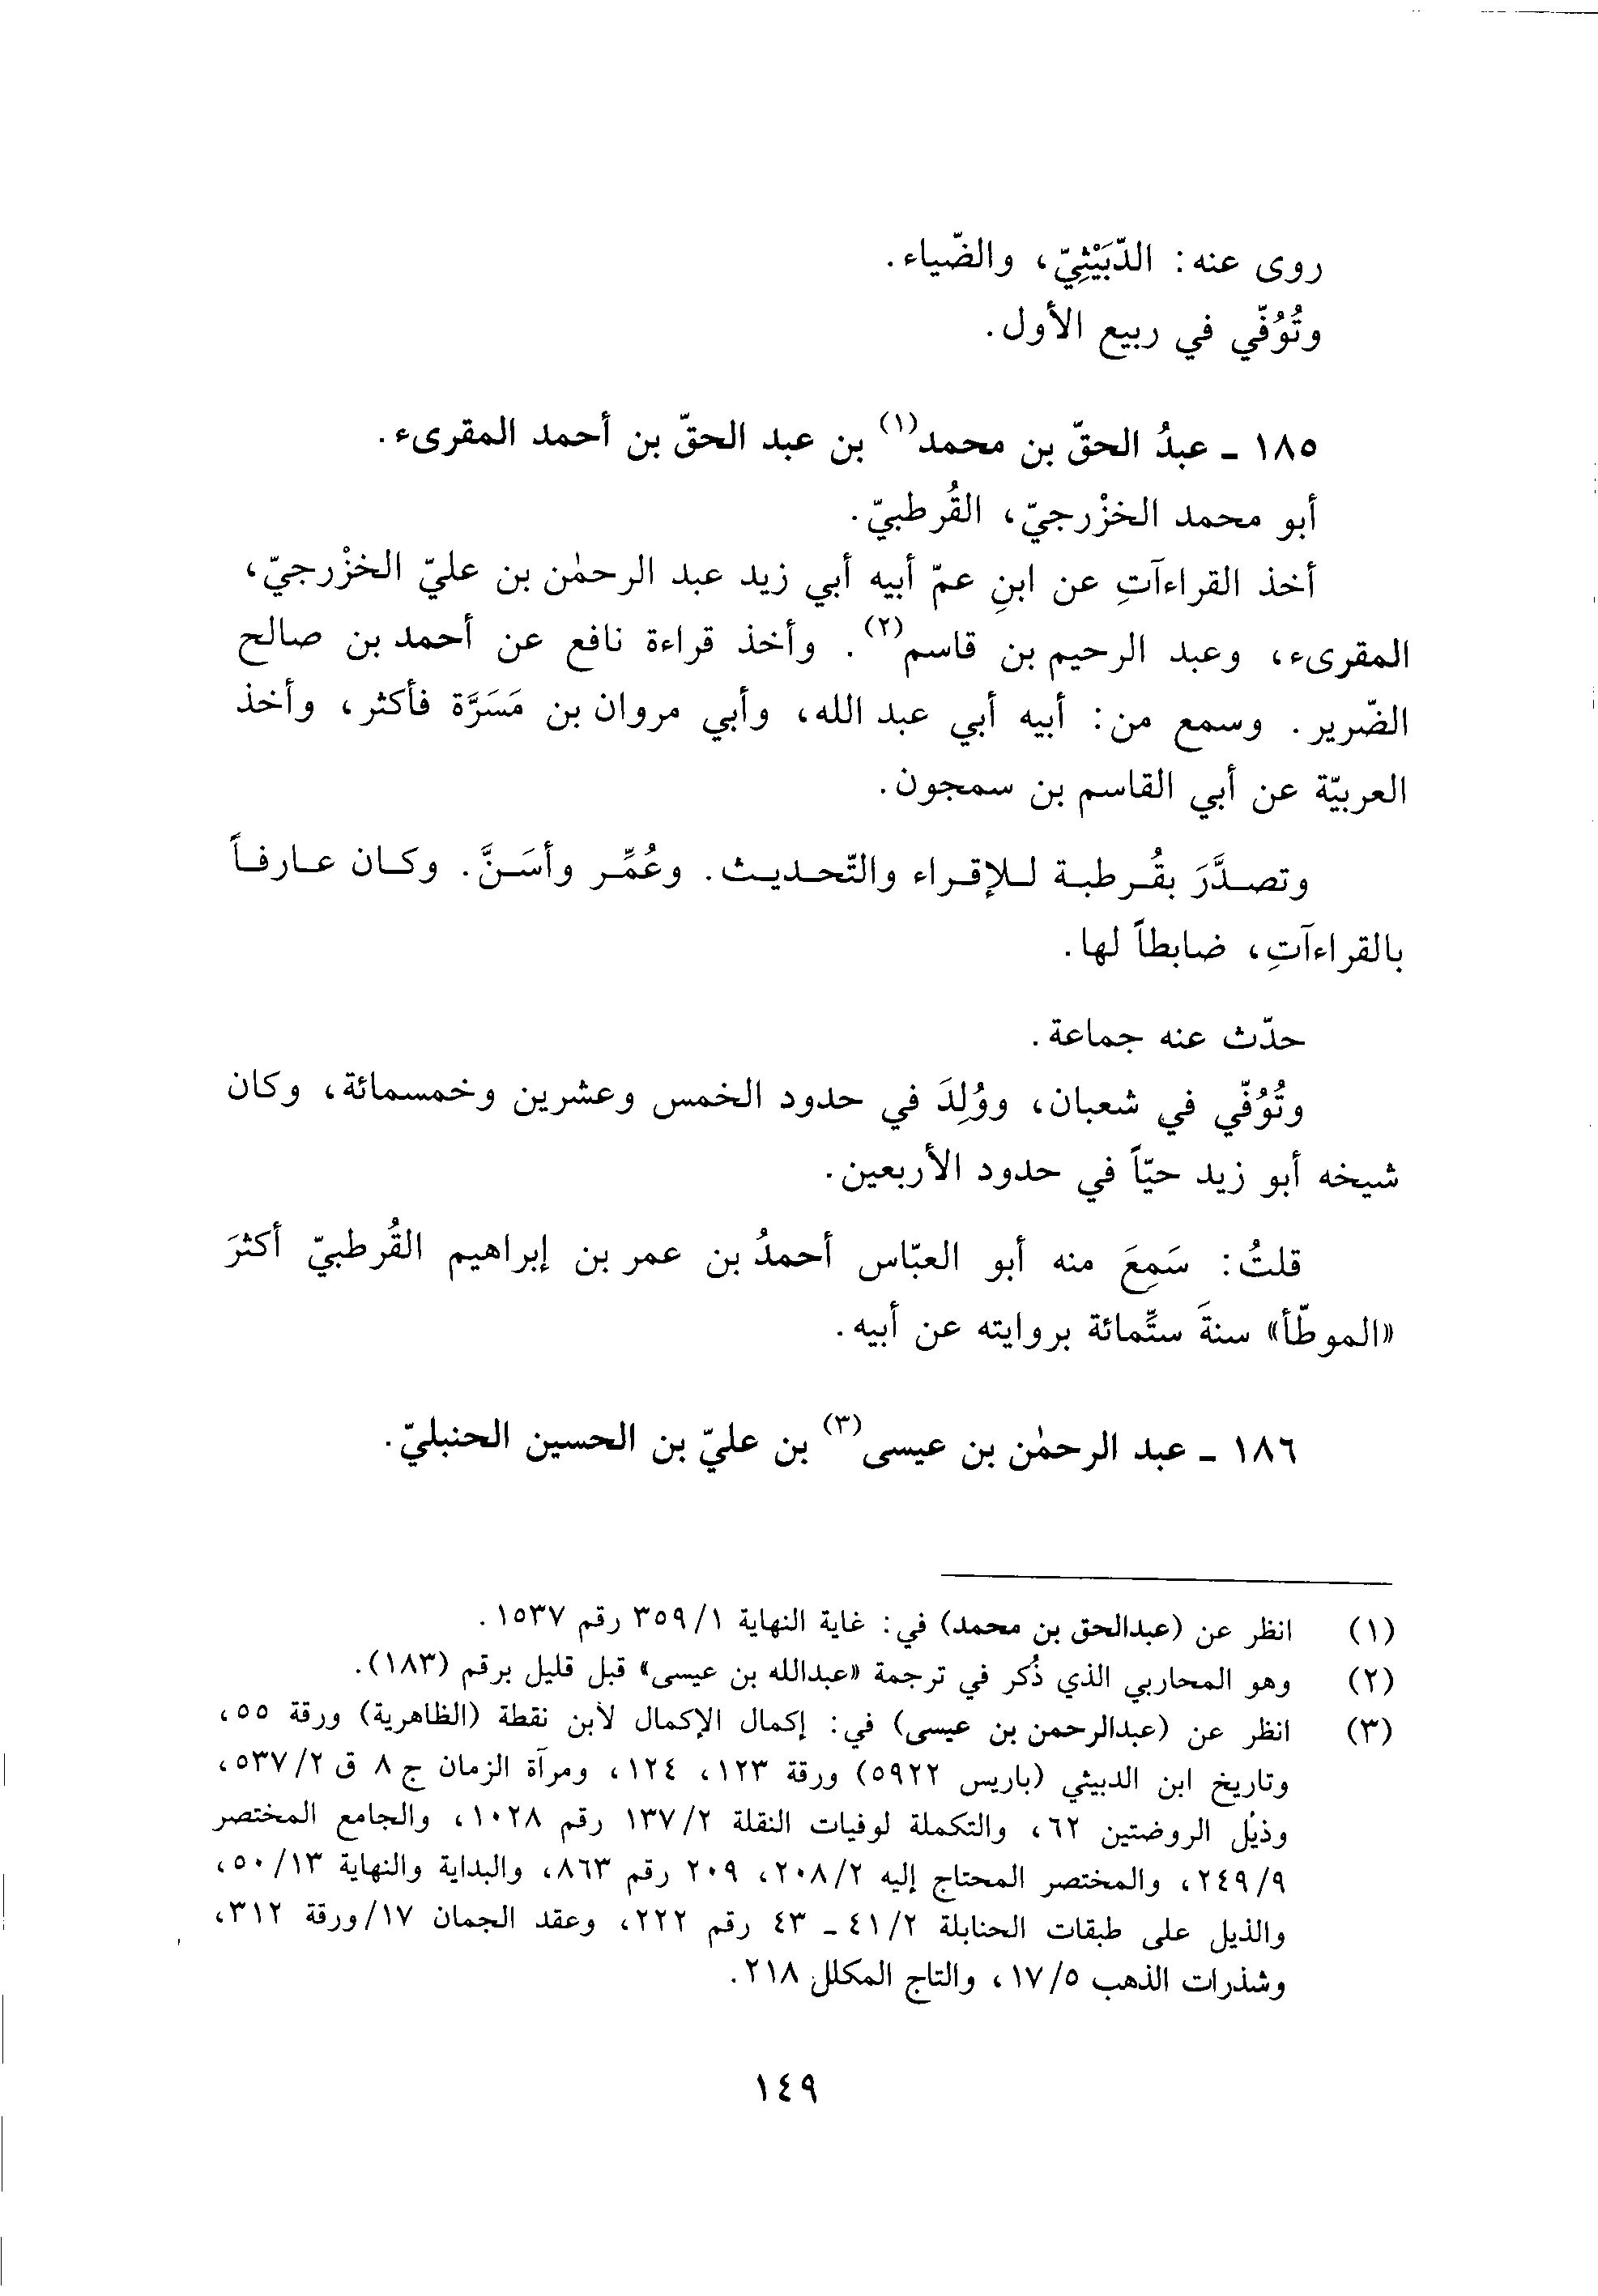 روى عنه: الدّبَيْثِيّ، والضّياء.
وتُوُفّي في ربيع الأول.
١٨٥ ـ عبدُ الحقّ بن محمد(١) بن عبد الحقّ بن أحمد المقرىء.
أبو محمد الخزْرجيّ، القُرطبيّ.
أخذ القراءآتِ عن ابنِ عمّ أبيه أبي زيد عبد الرحمٰن بن عليّ الخزْرجيّ،
المقرىء، وعبد الرحيم بن قاسم(٢). وأخذ قراءة نافع عن أحمد بن صالح
الضّرير. وسمع من: أبيه أبي عبد الله، وأبي مروان بن مَسَرَّة فأكثر، وأخذ
العربيّة عن أبي القاسم بن سمجون.
وتصدَّرَ بقُرطبة للإقراء والتّحديث. وعُمِّر وأسَنَّ. وكان عارفاً
بالقراءآتِ، ضابطاً لها.
حدّث عنه جماعة.
وتُوُفّي في شعبان، ووُلِدَ في حدود الخمس وعشرين وخمسمائة، وكان
شيخه أبو زيد حيّاً في حدود الأربعين.
قلتُ: سَمِعَ منه أبو العبّاس أحمدُ بن عمر بن إبراهيم القُرطبيّ أكثرَ
«الموطّأ» سنةَ ستِّمائة بروايته عن أبيه.
١٨٦ ـ عبد الرحمٰن بن عيسى(٣) بن عليّ بن الحسين الحنبليّ.
(١) انظر عن (عبدالحق بن محمد) في: غاية النهاية ١/ ٣٥٩ رقم ١٥٣٧.
(٢) وهو المحاربي الذي ذُكر في ترجمة «عبدالله بن عيسى» قبل قليل برقم (١٨٣).
(٣) انظر عن (عبدالرحمن بن عيسى) في: إكمال الإكمال لأبن نقطة (الظاهرية) ورقة ٥٥،
وتاريخ ابن الدبيثي (باريس ٥٩٢٢) ورقة ١٢٣، ١٢٤، ومرآة الزمان ج ٨ ق ٢/ ٥٣٧،
وذيْل الروضتين ٦٢، والتكملة لوفيات النقلة ٢/ ١٣٧ رقم ١٠٢٨، والجامع المختصر
٩/ ٢٤٩، والمختصر المحتاج إليه ٢/ ٢٠٨، ٢٠٩ رقم ٨٦٣، والبداية والنهاية ١٣/ ٥٠،
والذيل على طبقات الحنابلة ٢/ ٤١ ـ ٤٣ رقم ٢٢٢، وعقد الجمان ١٧/ورقة ٣١٢،
وشذرات الذهب ٥/ ١٧، والتاج المكلل ٢١٨.
١٤٩